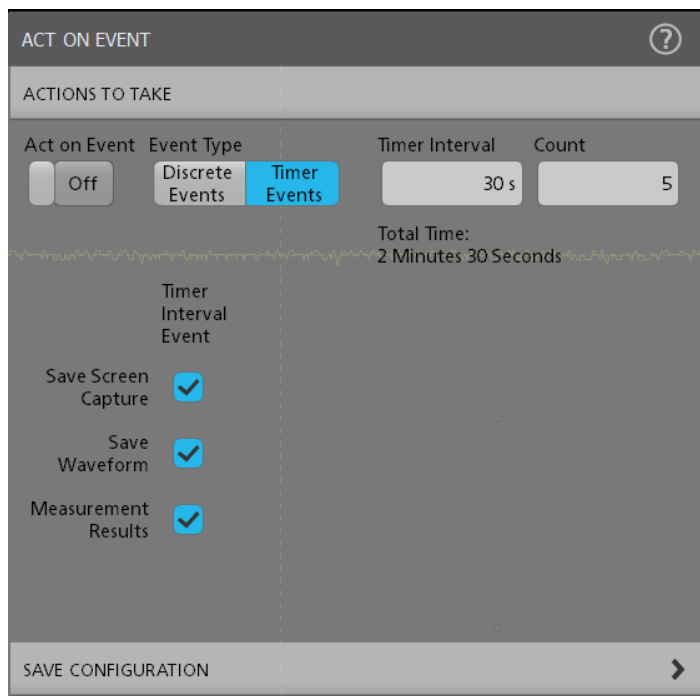 ACT ON EVENT
?
ACTIONS TO TAKE
Act on Event
Off
Event Type
Discrete
Events
Timer
Events
Timer Interval
30 s
Count
5
Total Time:
2 Minutes 30 Seconds
Timer
Interval
Event
Save Screen
Capture
Save
Waveform
Measurement
Results
SAVE CONFIGURATION